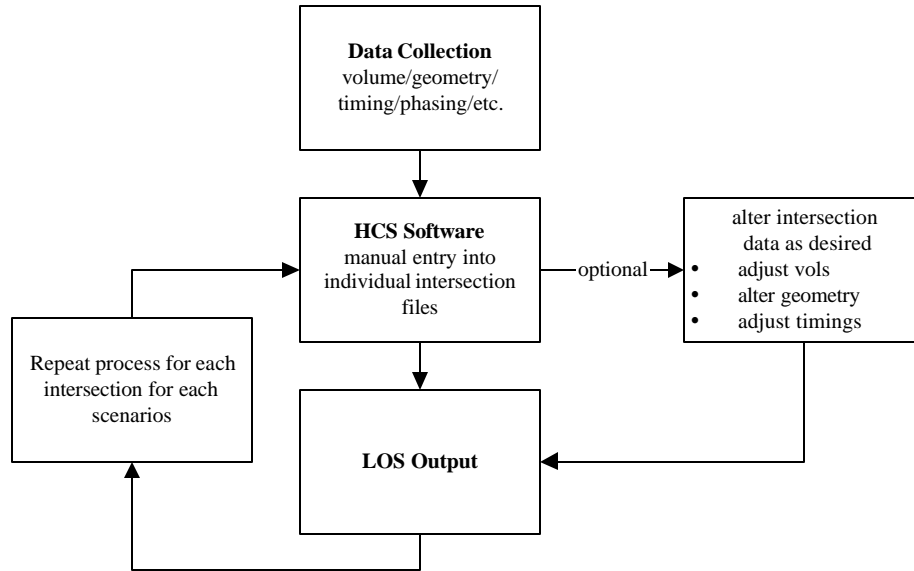 Data Collection
volume/geometry/
timing/phasing/etc.
HCS Software
manual entry into
individual intersection
files
optional
alter intersection
data as desired
• adjust vols
• alter geometry
• adjust timings
Repeat process for each
intersection for each
scenarios
LOS Output